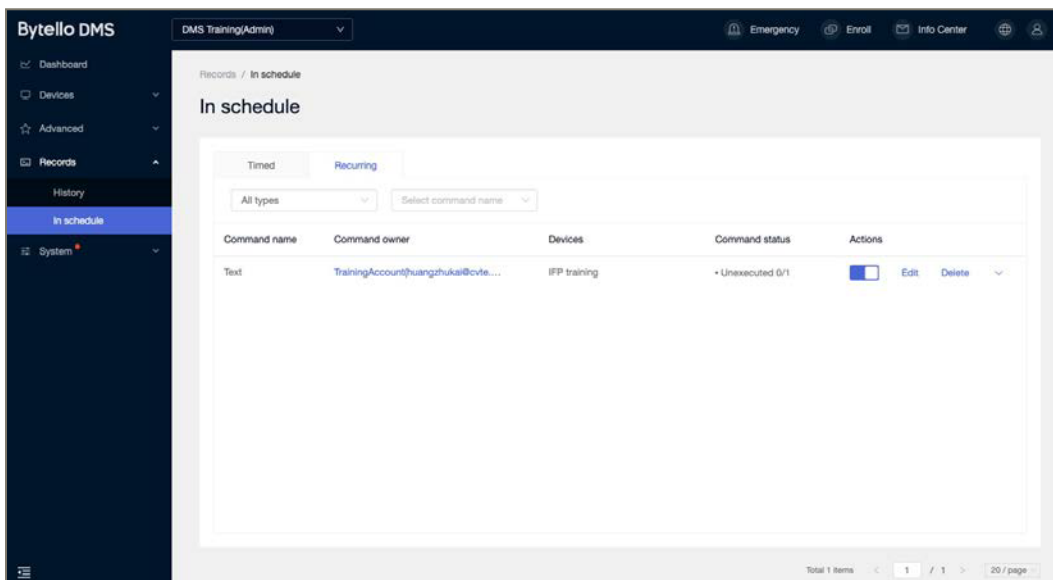 Bytello DMS
DMS Training(Admin)
Emergency
Enroll
Info Center
Dashboard
Devices
Advanced
Records
History
In schedule
System
Records / In schedule
In schedule
Timed Recurring
All types Select command name
Command name Command owner Devices Command status Actions
Text TrainingAccount(huangzhukai@cvte.... IFP training • Unexecuted 0/1 Edit Delete
Total 1 items < 1 / 1 > 20 / page